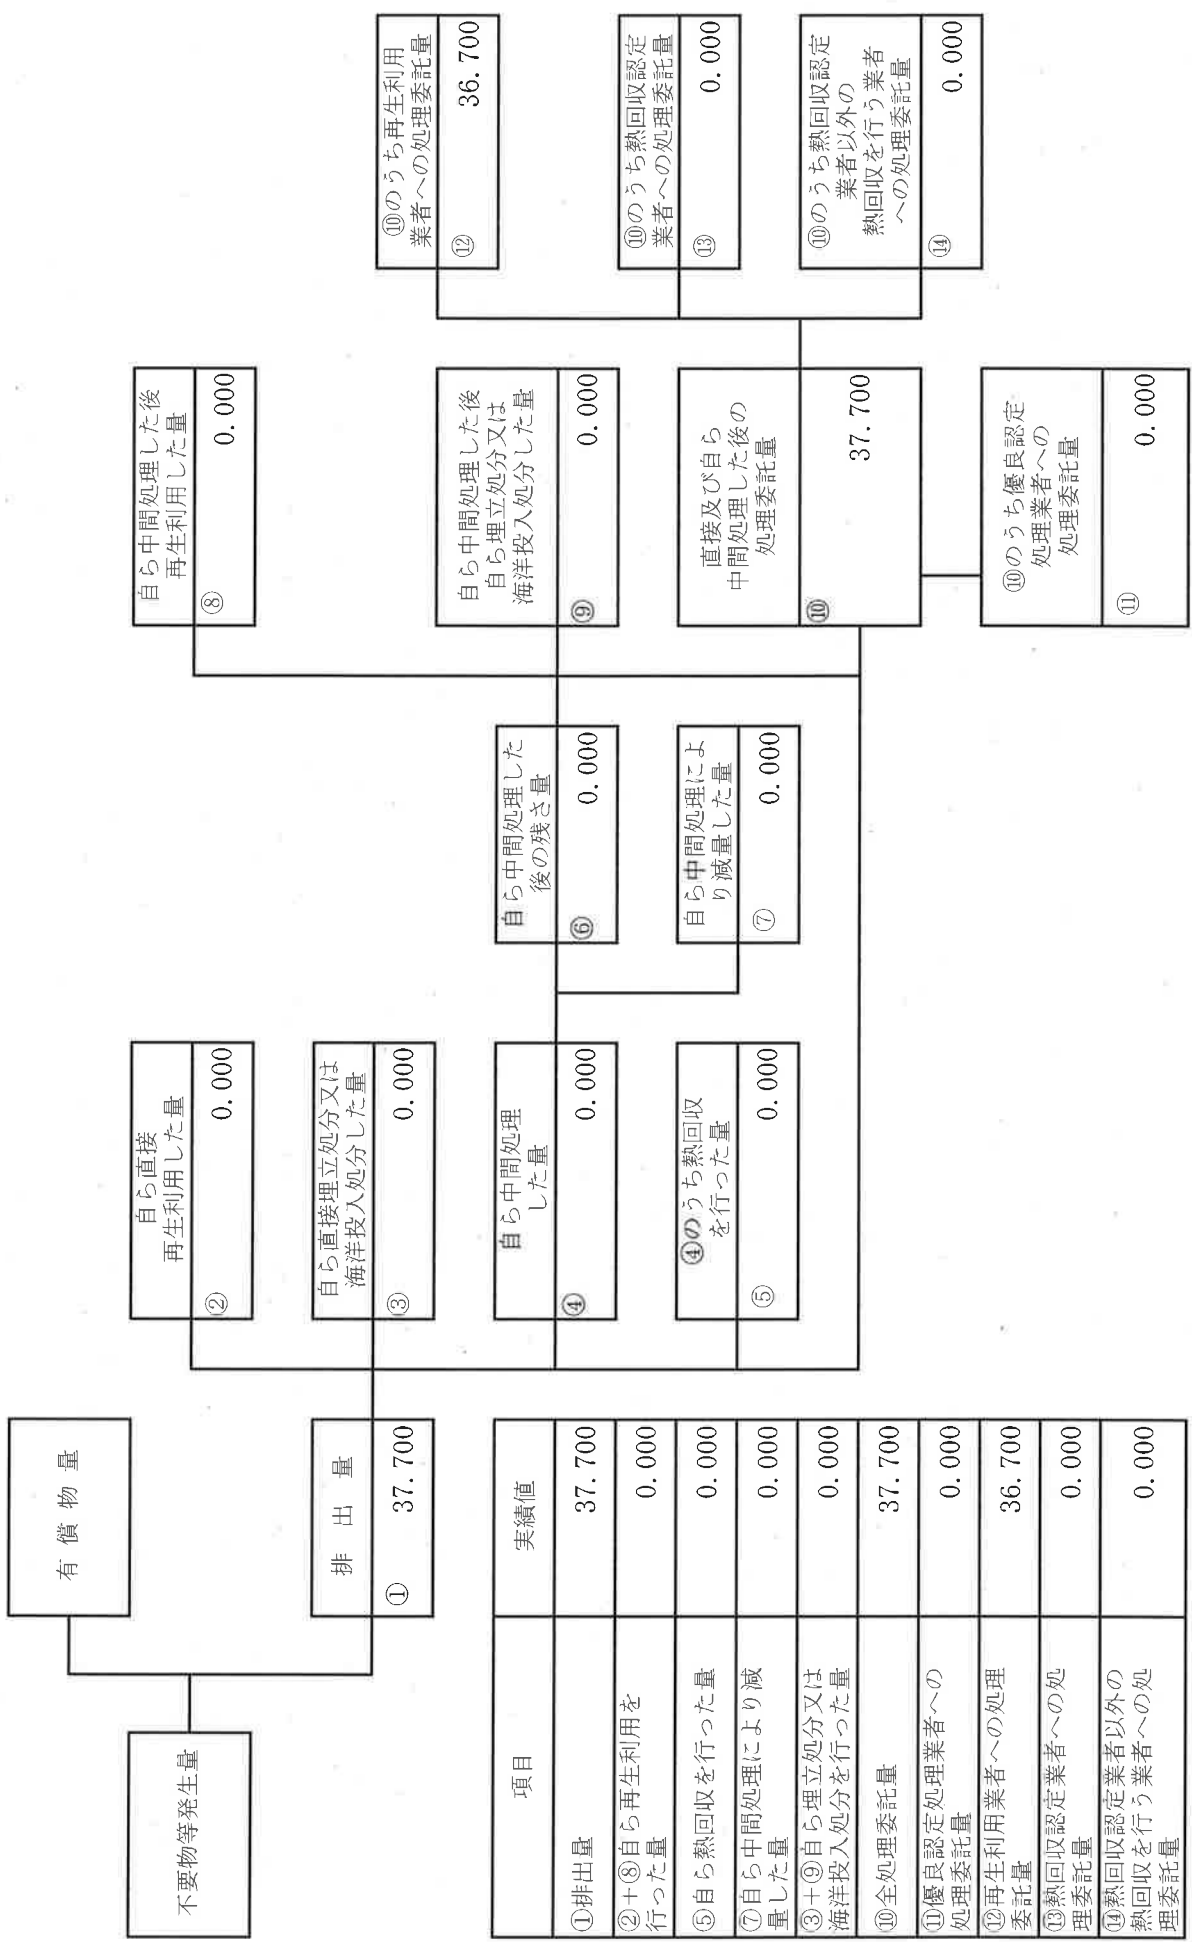 不要物等発生量
有償物量
排出量
① 37.700
自ら直接
再生利用した量
② 0.000
自ら直接埋立処分又は
海洋投入処分した量
③ 0.000
自ら中間処理
した量
④ 0.000
④のうち熱回収
を行った量
⑤ 0.000
自ら中間処理した
後の残さ量
⑥ 0.000
自ら中間処理によ
り減量した量
⑦ 0.000
自ら中間処理した後
再生利用した量
⑧ 0.000
自ら中間処理した後
自ら埋立処分又は
海洋投入処分した量
⑨ 0.000
直接及び自ら
中間処理した後の
処理委託量
⑩ 37.700
⑩のうち優良認定
処理業者への
処理委託量
⑪ 0.000
⑩のうち再生利用
業者への処理委託量
⑫ 36.700
⑩のうち熱回収認定
業者への処理委託量
⑬ 0.000
⑩のうち熱回収認定
業者以外の
熱回収を行う業者
への処理委託量
⑭ 0.000
項目 実績値
①排出量 37.700
②+⑧自ら再生利用を
行った量 0.000
⑤自ら熱回収を行った量 0.000
⑦自ら中間処理により減
量した量 0.000
③+⑨自ら埋立処分又は
海洋投入処分を行った量 0.000
⑩全処理委託量 37.700
⑪優良認定処理業者への
処理委託量 0.000
⑫再生利用業者への処理
委託量 36.700
⑬熱回収認定業者への処
理委託量 0.000
⑭熱回収認定業者以外の
熱回収を行う業者への処
理委託量 0.000